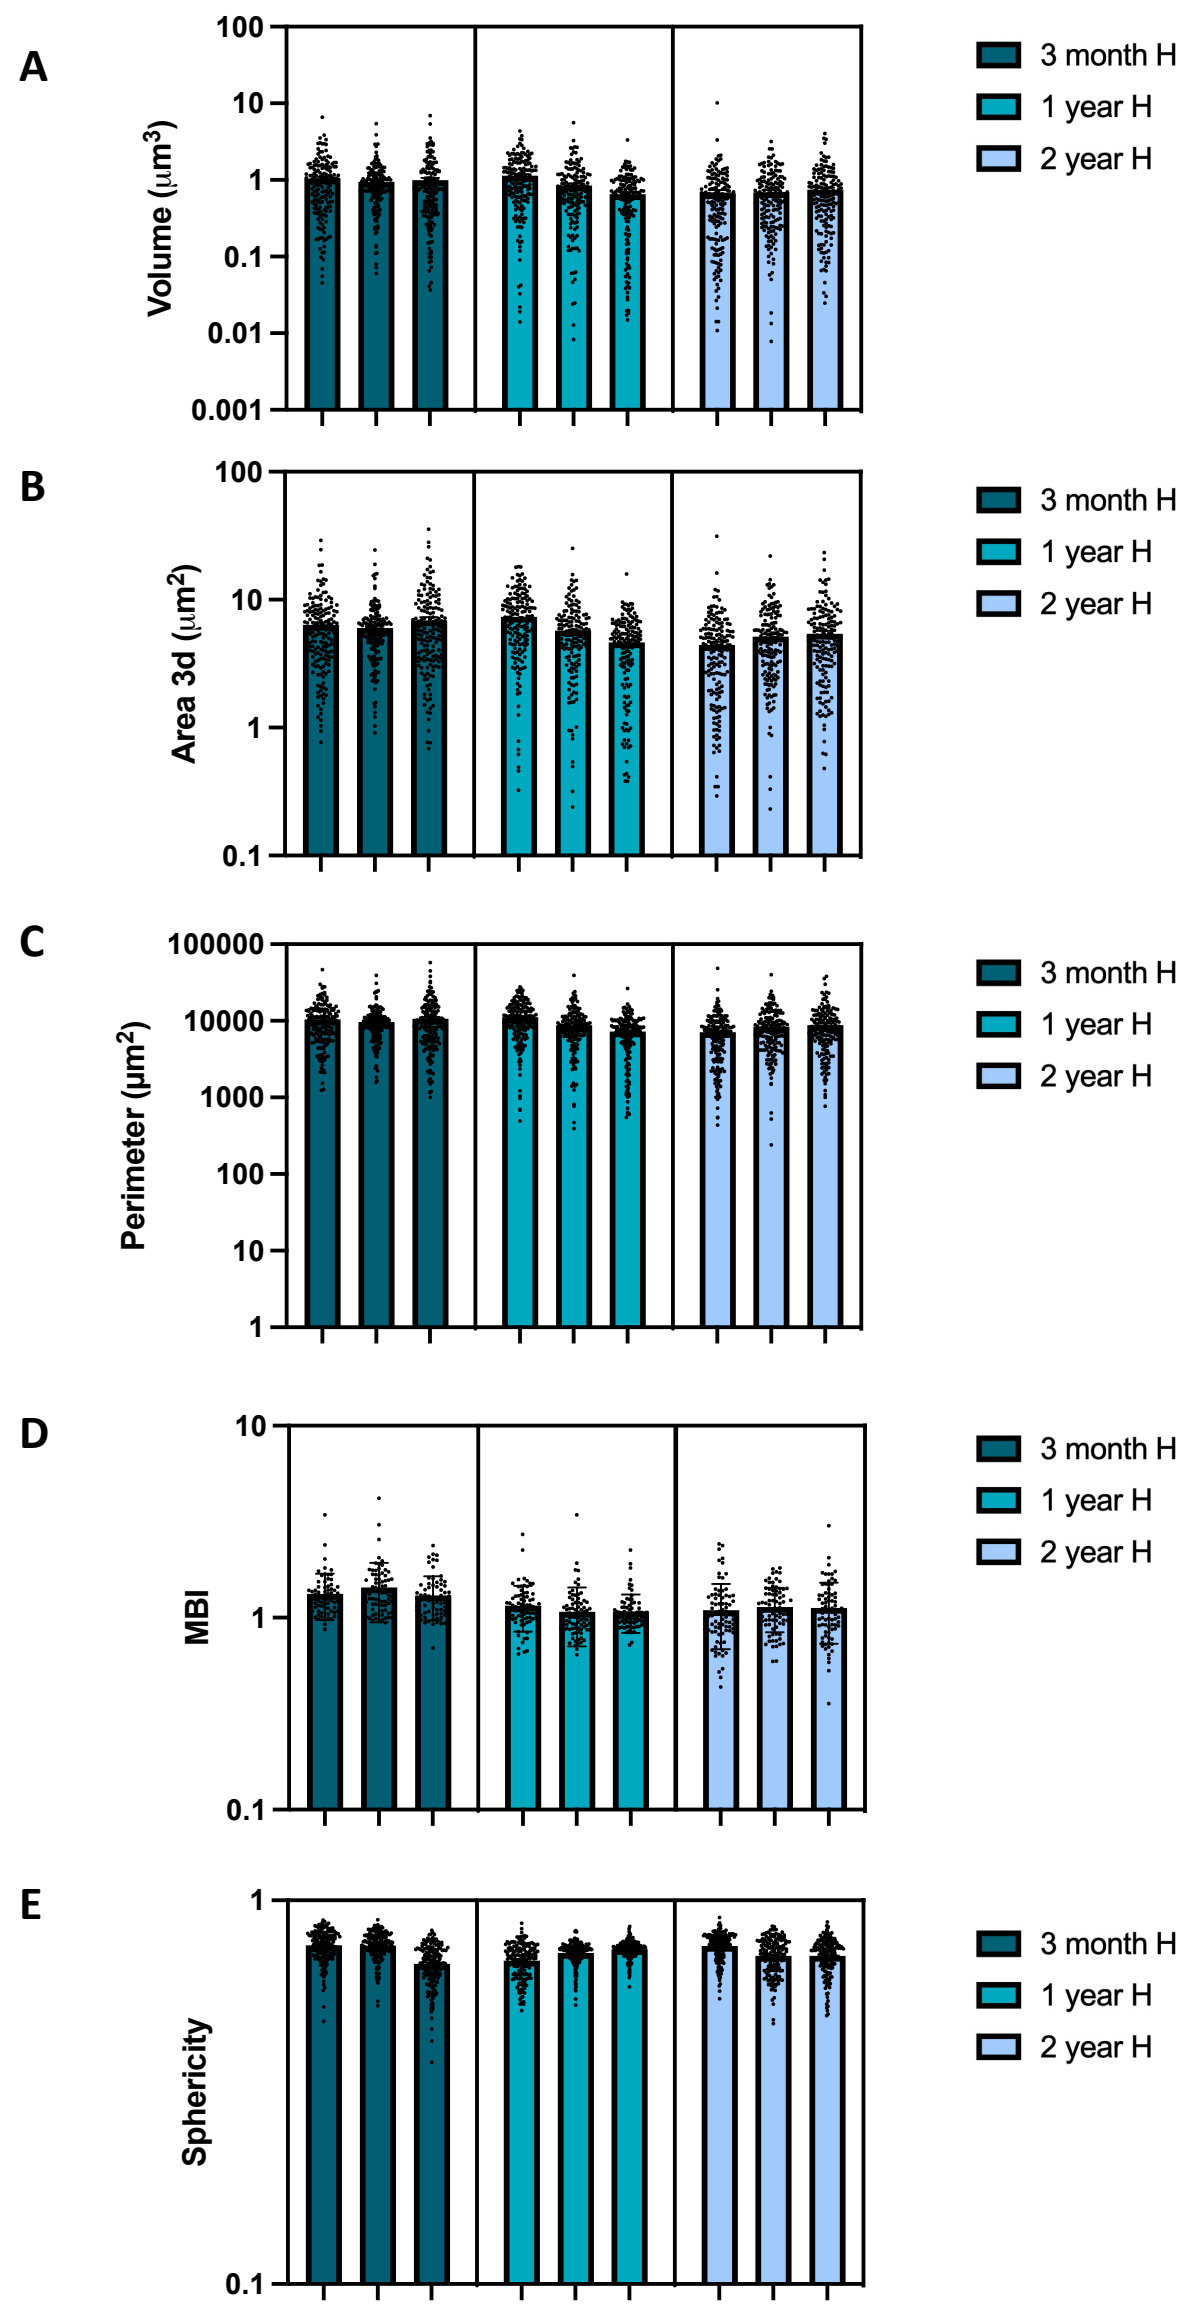 A
100
10
1
0.1
0.01
0.001
Volume (μm3)
3 month H
1 year H
2 year H
B
100
10
1
0.1
Area 3d (μm2)
3 month H
1 year H
2 year H
C
100000
10000
1000
100
10
1
Perimeter (μm2)
3 month H
1 year H
2 year H
D
10
1
0.1
MBI
3 month H
1 year H
2 year H
E
1
0.1
Sphericity
3 month H
1 year H
2 year H